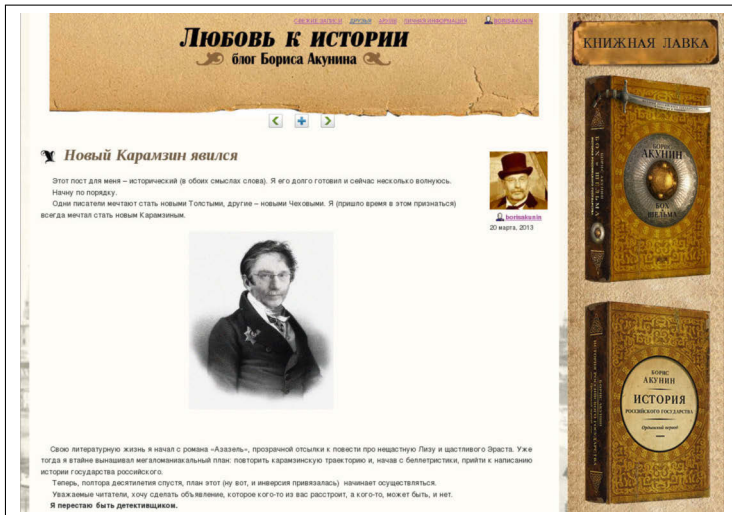 СВЕЖИЕ ЗАПИСИ ДРУЗЬЯ АРХИВ ЛИЧНАЯ ИНФОРМАЦИЯ borisakunin
Любовь к истории
блог Бориса Акунина
Новый Карамзин явился
Этот пост для меня – исторический (в обоих смыслах слова). Я его долго готовил и сейчас несколько волнуюсь.
Начну по порядку.
Одни писатели мечтают стать новыми Толстыми, другие – новыми Чеховыми. Я (пришло время в этом признаться)
всегда мечтал стать новым Карамзиным.
borisakunin
20 марта, 2013
Свою литературную жизнь я начал с романа «Азазель», прозрачной отсылки к повести про нещастную Лизу и щастливого Эраста. Уже
тогда я втайне вынашивал мегаломаниакальный план: повторить карамзинскую траекторию и, начав с беллетристики, прийти к написанию
истории государства российского.
Теперь, полтора десятилетия спустя, план этот (ну вот, и инверсия привязалась) начинает осуществляться.
Уважаемые читатели, хочу сделать объявление, которое кого-то из вас расстроит, а кого-то, может быть, и нет.
Я перестаю быть детективщиком.
КНИЖНАЯ ЛАВКА
БОРИС
АКУНИН
БОХ
И
ШЕЛЬМА
БОРИС
АКУНИН
ИСТОРИЯ
РОССИЙСКОГО ГОСУДАРСТВА
Ордынский период